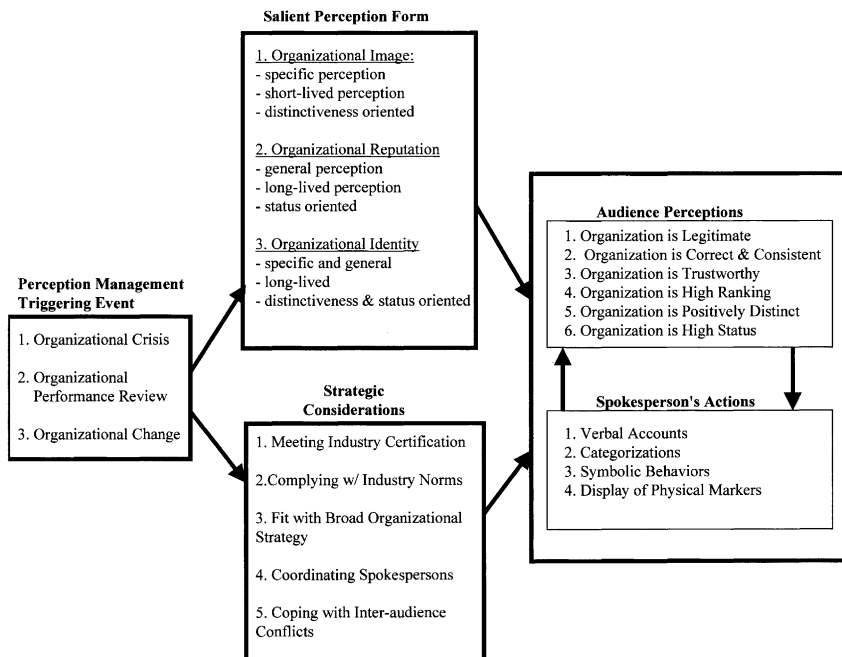 Salient Perception Form
1. Organizational Image:
- specific perception
- short-lived perception
- distinctiveness oriented
2. Organizational Reputation
- general perception
- long-lived perception
- status oriented
3. Organizational Identity
- specific and general
- long-lived
- distinctiveness & status oriented
Perception Management
Triggering Event
1. Organizational Crisis
2. Organizational
Performance Review
3. Organizational Change
Strategic
Considerations
1. Meeting Industry Certification
2.Complying w/ Industry Norms
3. Fit with Broad Organizational
Strategy
4. Coordinating Spokespersons
5. Coping with Inter-audience
Conflicts
Audience Perceptions
1. Organization is Legitimate
2. Organization is Correct & Consistent
3. Organization is Trustworthy
4. Organization is High Ranking
5. Organization is Positively Distinct
6. Organization is High Status
Spokesperson's Actions
1. Verbal Accounts
2. Categorizations
3. Symbolic Behaviors
4. Display of Physical Markers